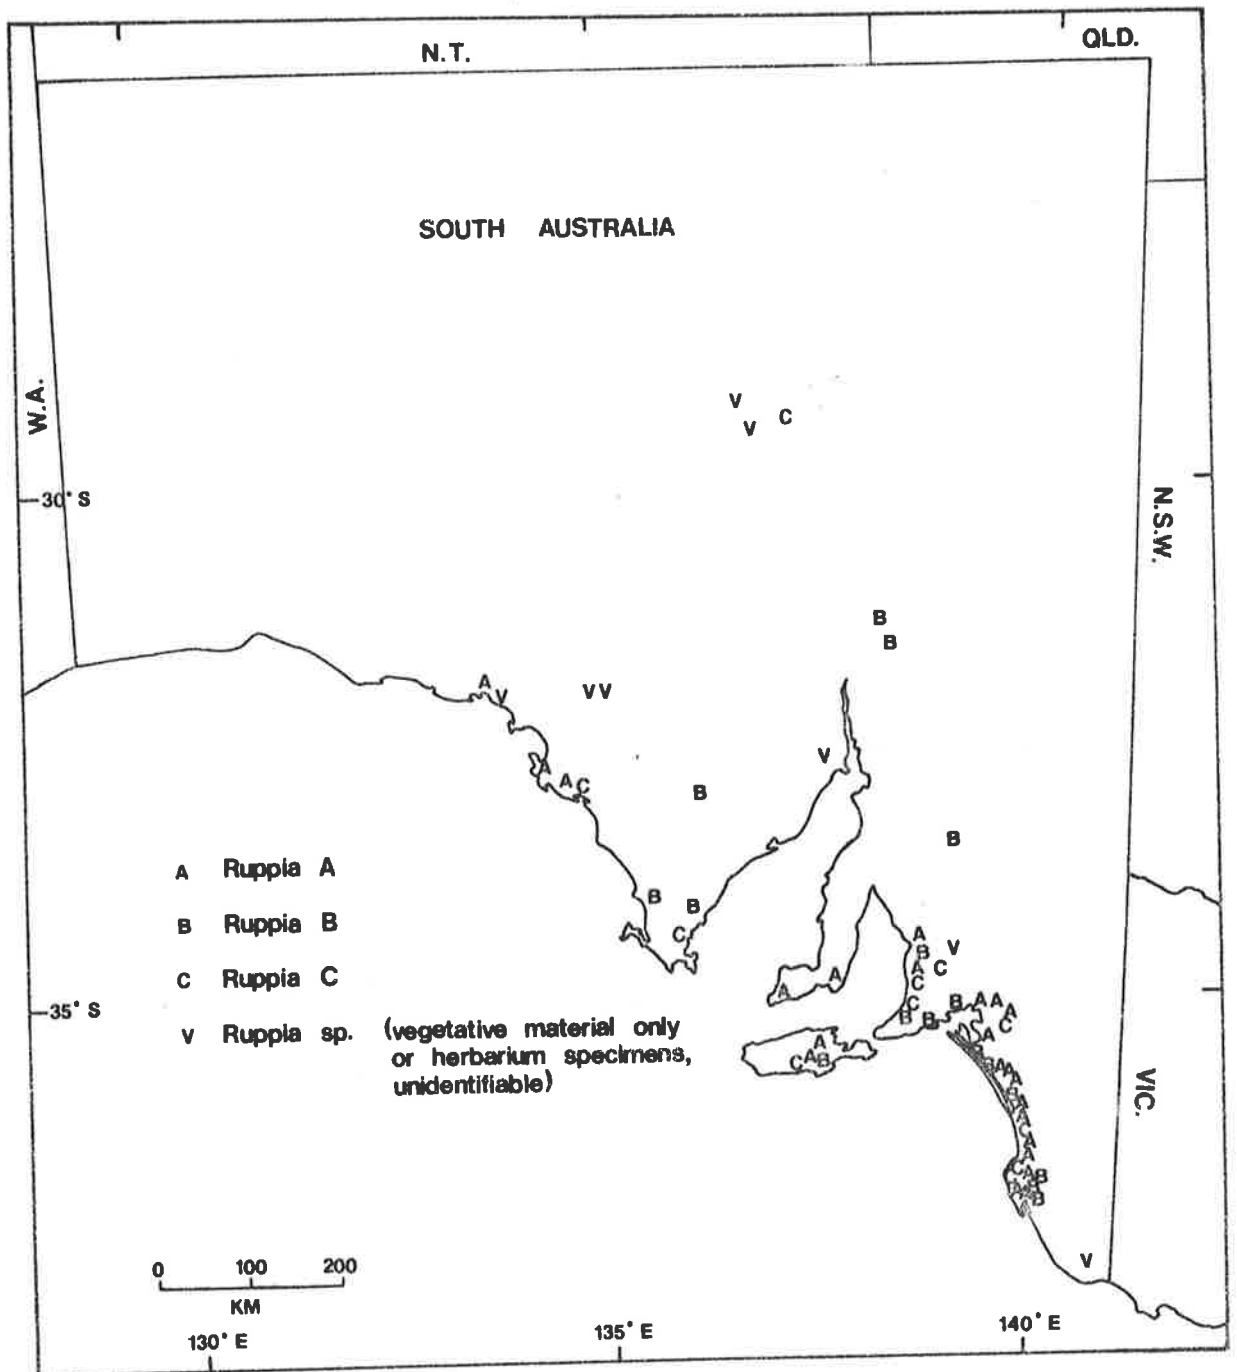 N.T.
QLD.
SOUTH AUSTRALIA
W.A.
V
C
V
30° S
N.S.W.
B
B
A
V
V V
V
A
A C
B
B
A Ruppia A
B
B
B Ruppia B
C
A
B
V
C Ruppia C
A
C
A
C
A
C
B
B
B
A A
A
C
A
35° S
V Ruppia sp. (vegetative material only
or herbarium specimens,
unidentifiable)
A
C A B
VIC.
A
B
B
V
0 100 200
KM
130° E
135° E
140° E